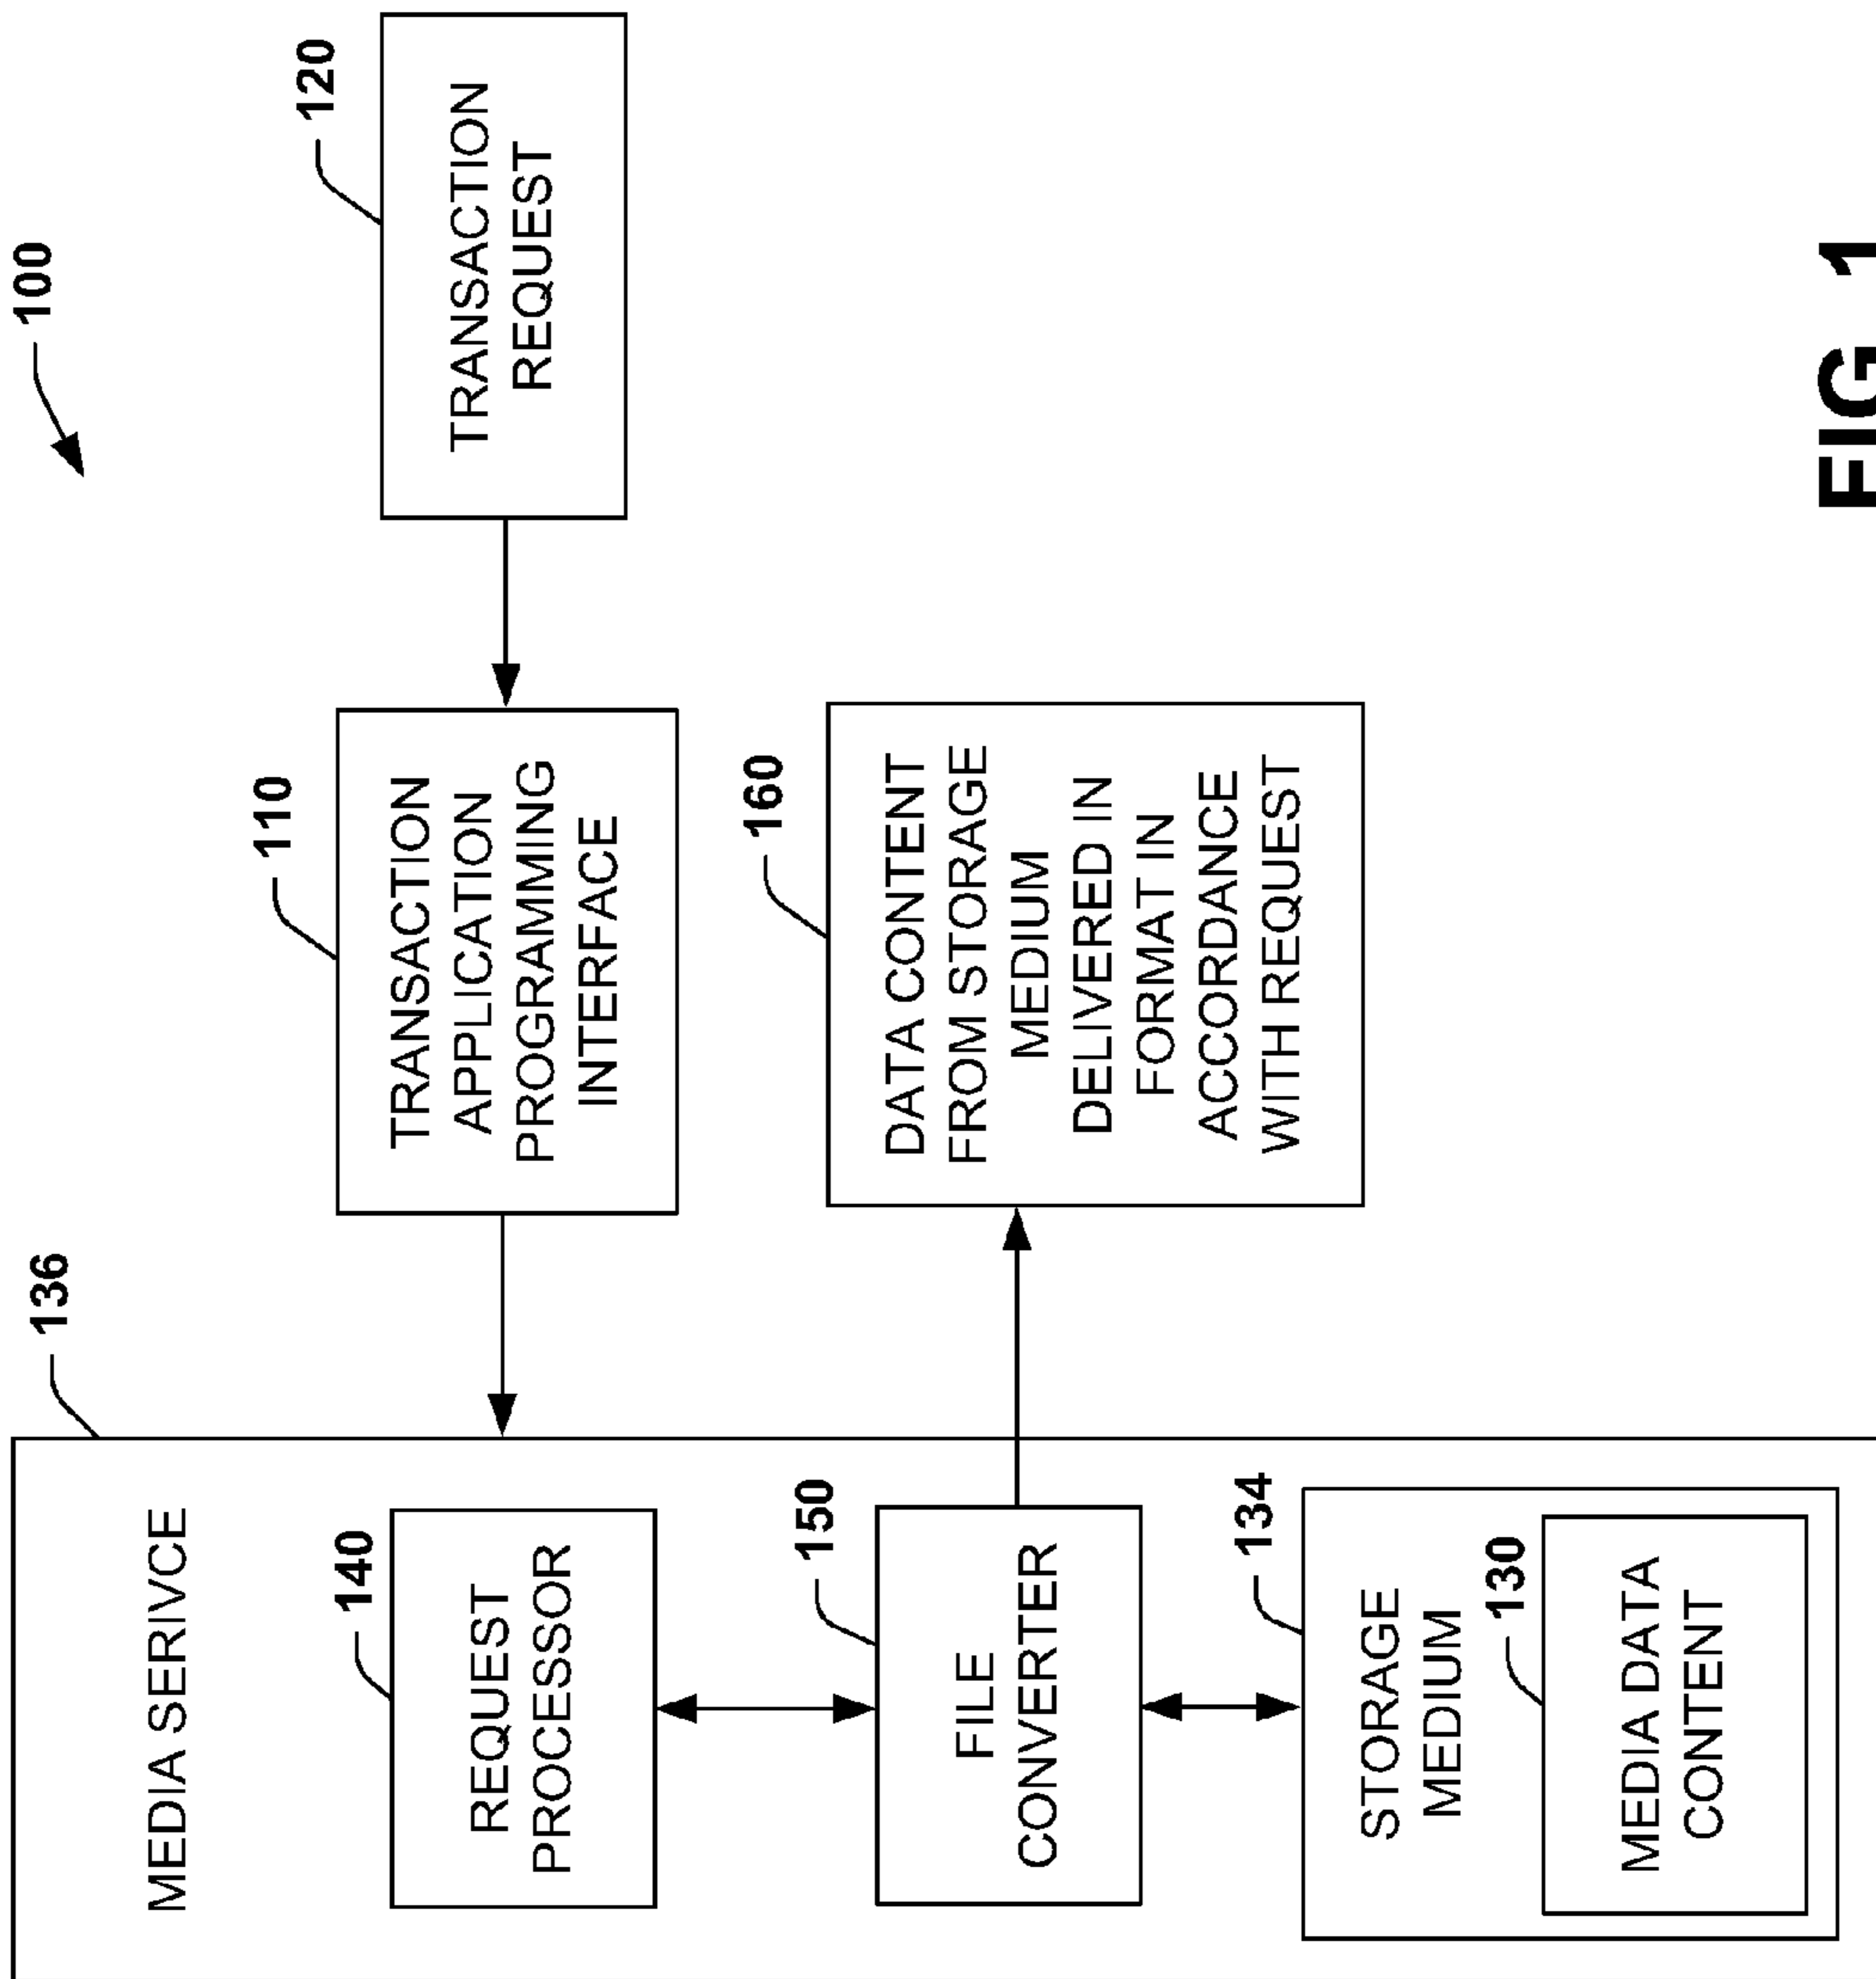 100
136
MEDIA SERIVCE
140
REQUEST
PROCESSOR
110
TRANSACTION
APPLICATION
PROGRAMMING
INTERFACE
120
TRANSACTION
REQUEST
150
FILE
CONVERTER
160
DATA CONTENT
FROM STORAGE
MEDIUM
DELIVERED IN
FORMAT IN
ACCORDANCE
WITH REQUEST
134
STORAGE
MEDIUM
130
MEDIA DATA
CONTENT
FIG 1